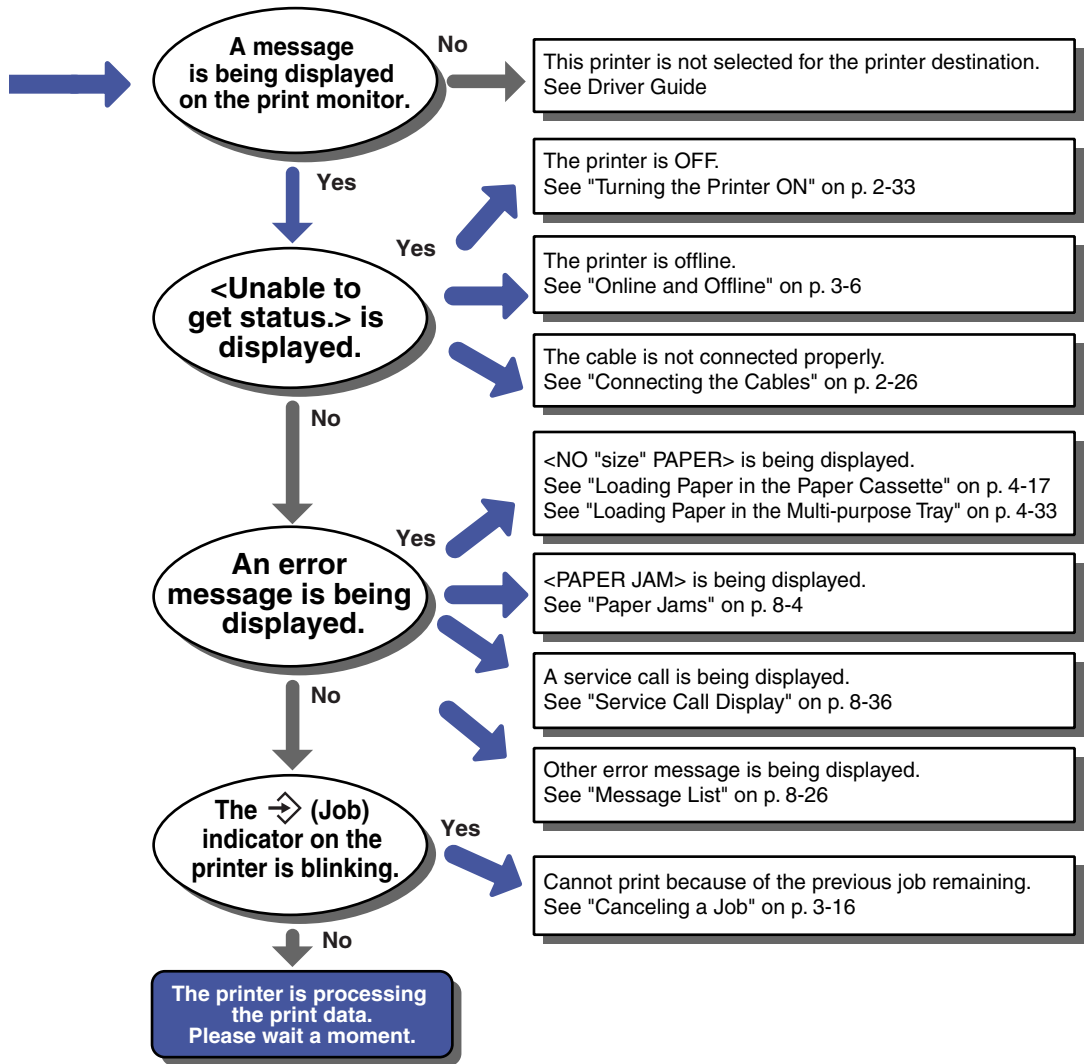 A message
is being displayed
on the print monitor.
No
This printer is not selected for the printer destination.
See Driver Guide
Yes
The printer is OFF.
See "Turning the Printer ON" on p. 2-33
<Unable to
get status.> is
displayed.
Yes
The printer is offline.
See "Online and Offline" on p. 3-6
The cable is not connected properly.
See "Connecting the Cables" on p. 2-26
No
<NO "size" PAPER> is being displayed.
See "Loading Paper in the Paper Cassette" on p. 4-17
See "Loading Paper in the Multi-purpose Tray" on p. 4-33
An error
message is being
displayed.
Yes
<PAPER JAM> is being displayed.
See "Paper Jams" on p. 8-4
A service call is being displayed.
See "Service Call Display" on p. 8-36
No
Other error message is being displayed.
See "Message List" on p. 8-26
The (Job)
indicator on the
printer is blinking.
Yes
Cannot print because of the previous job remaining.
See "Canceling a Job" on p. 3-16
No
The printer is processing
the print data.
Please wait a moment.